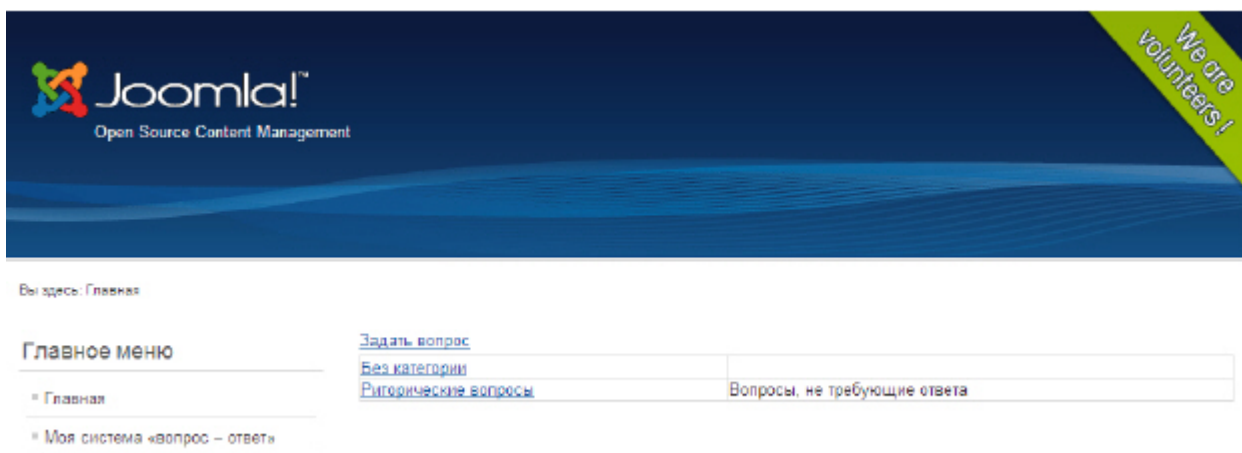 We are
volunteers!
Joomla!™
Open Source Content Management
Вы здесь: Главная
Главное меню
Главная
Моя система «вопрос – ответ»
Задать вопрос
Без категории
Риторические вопросы Вопросы, не требующие ответа